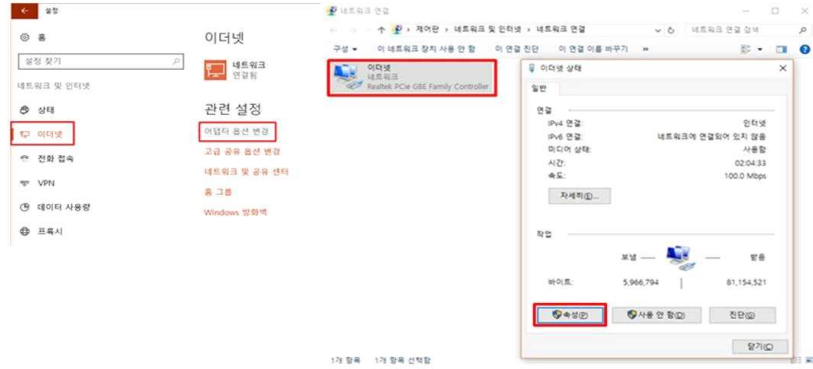 설정
홈
설정 찾기
네트워크 및 인터넷
상태
이더넷
전화 접속
VPN
데이터 사용량
프록시
이더넷
네트워크
연결됨
관련 설정
어댑터 옵션 변경
고급 공유 옵션 변경
네트워크 및 공유 센터
홈 그룹
Windows 방화벽
네트워크 연결
제어판 › 네트워크 및 인터넷 › 네트워크 연결
네트워크 연결 검색
구성
이 네트워크 장치 사용 안 함
이 연결 진단
이 연결 이름 바꾸기
»
이더넷
네트워크
Realtek PCIe GBE Family Controller
이더넷 상태
일반
연결
IPv4 연결: 인터넷
IPv6 연결: 네트워크에 연결되어 있지 않음
미디어 상태: 사용함
시간: 02:04:33
속도: 100.0 Mbps
자세히(E)...
작업
보냄 — — 받음
바이트: 5,966,794 | 81,154,521
속성(P)
사용 안 함(D)
진단(G)
닫기(C)
1개 항목 1개 항목 선택함